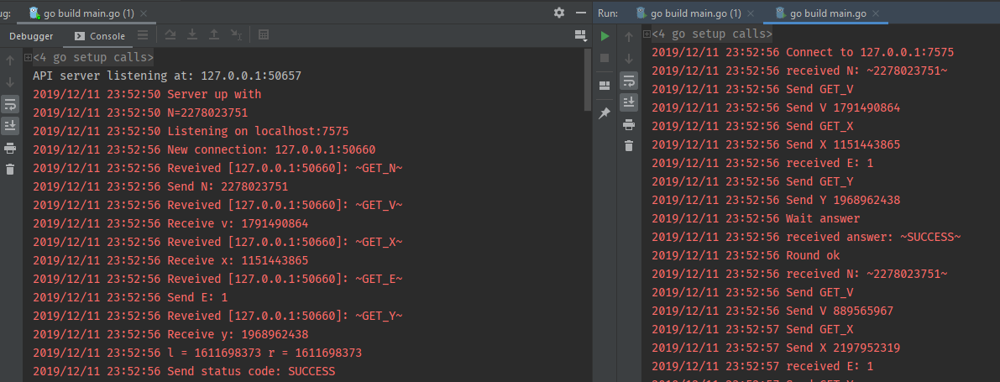 ug: go build main.go (1)
Debugger Console
<4 go setup calls>
API server listening at: 127.0.0.1:50657
2019/12/11 23:52:50 Server up with
2019/12/11 23:52:50 N=2278023751
2019/12/11 23:52:50 Listening on localhost:7575
2019/12/11 23:52:56 New connection: 127.0.0.1:50660
2019/12/11 23:52:56 Reveived [127.0.0.1:50660]: ~GET_N~
2019/12/11 23:52:56 Send N: 2278023751
2019/12/11 23:52:56 Reveived [127.0.0.1:50660]: ~GET_V~
2019/12/11 23:52:56 Receive v: 1791490864
2019/12/11 23:52:56 Reveived [127.0.0.1:50660]: ~GET_X~
2019/12/11 23:52:56 Receive x: 1151443865
2019/12/11 23:52:56 Reveived [127.0.0.1:50660]: ~GET_E~
2019/12/11 23:52:56 Send E: 1
2019/12/11 23:52:56 Reveived [127.0.0.1:50660]: ~GET_Y~
2019/12/11 23:52:56 Receive y: 1968962438
2019/12/11 23:52:56 l = 1611698373 r = 1611698373
2019/12/11 23:52:56 Send status code: SUCCESS
Run: go build main.go (1) go build main.go
<4 go setup calls>
2019/12/11 23:52:56 Connect to 127.0.0.1:7575
2019/12/11 23:52:56 received N: ~2278023751~
2019/12/11 23:52:56 Send GET_V
2019/12/11 23:52:56 Send V 1791490864
2019/12/11 23:52:56 Send GET_X
2019/12/11 23:52:56 Send X 1151443865
2019/12/11 23:52:56 received E: 1
2019/12/11 23:52:56 Send GET_Y
2019/12/11 23:52:56 Send Y 1968962438
2019/12/11 23:52:56 Wait answer
2019/12/11 23:52:56 received answer: ~SUCCESS~
2019/12/11 23:52:56 Round ok
2019/12/11 23:52:56 received N: ~2278023751~
2019/12/11 23:52:56 Send GET_V
2019/12/11 23:52:56 Send V 889565967
2019/12/11 23:52:57 Send GET_X
2019/12/11 23:52:57 Send X 2197952319
2019/12/11 23:52:57 received E: 1